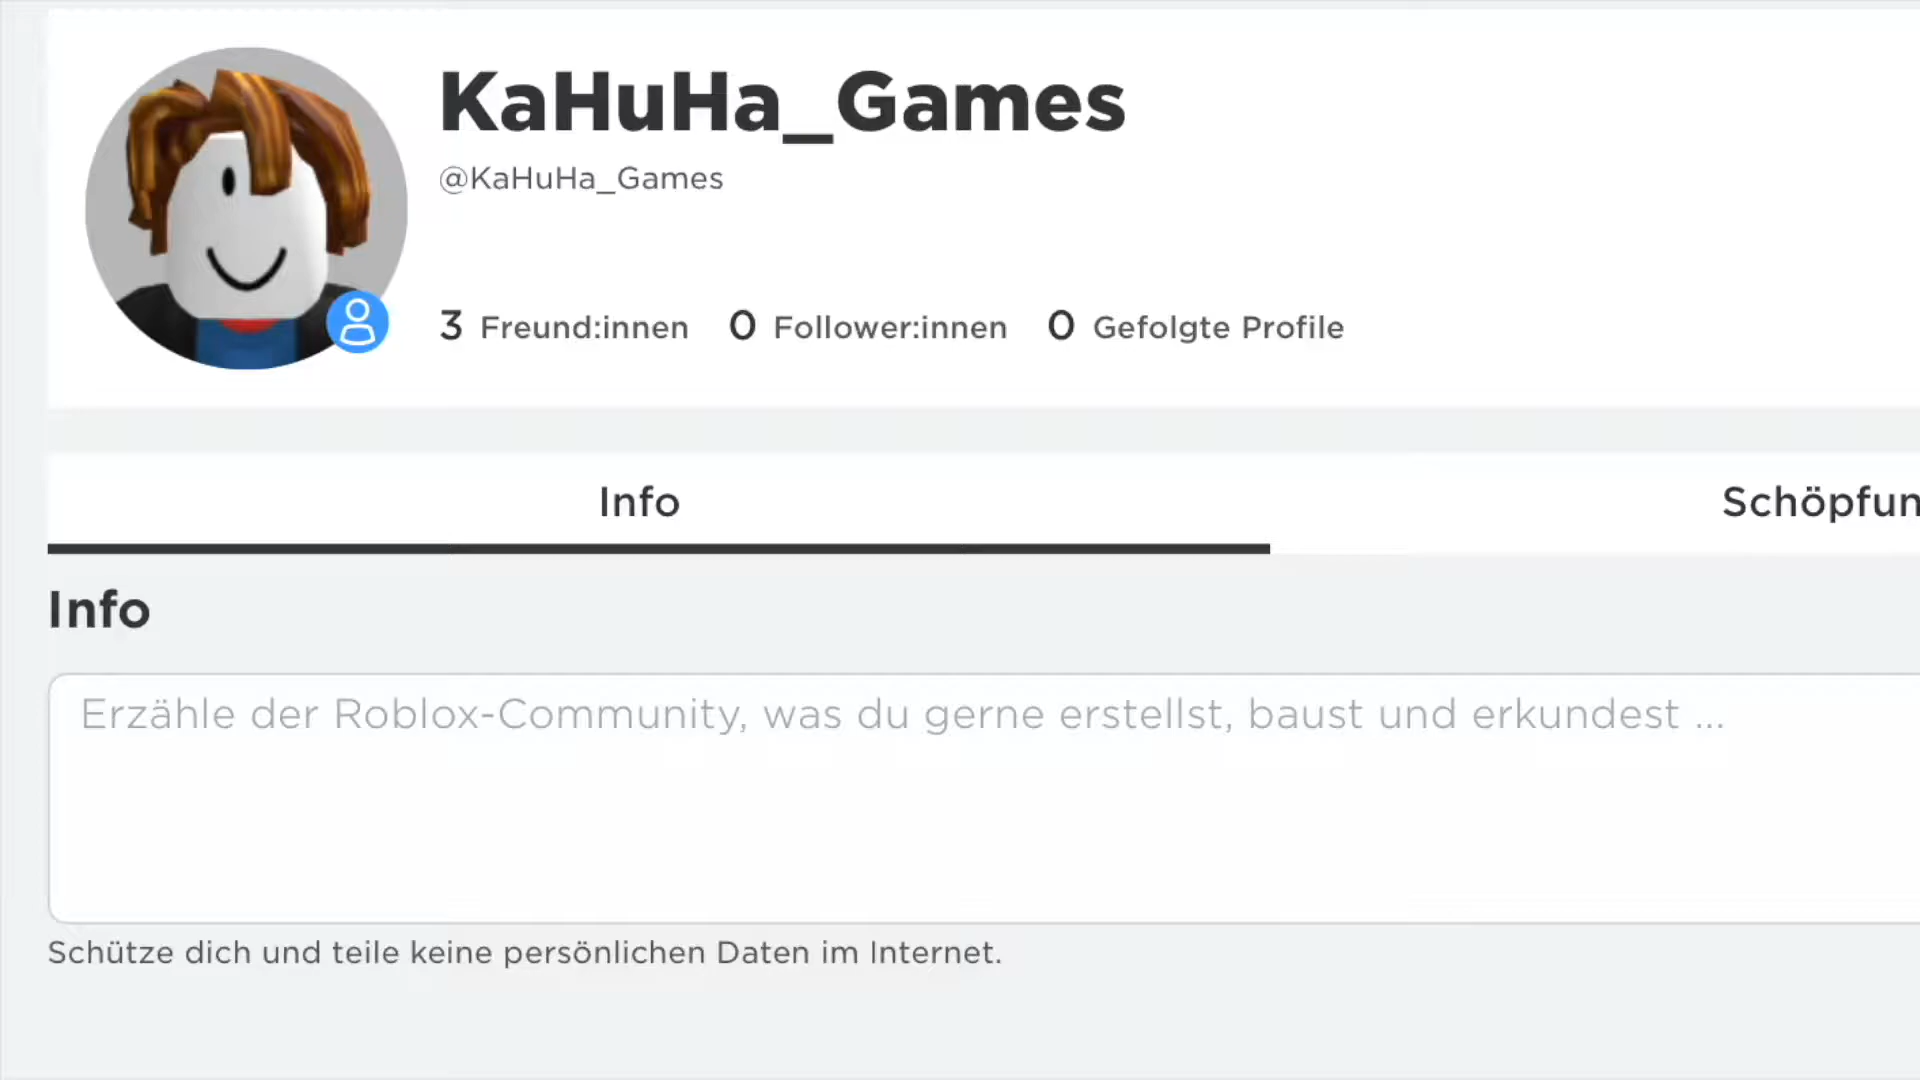 KaHuHa_Games
@KaHuHa_Games
3 Freund:innen 0 Follower:innen 0 Gefolgte Profile
Info Schöpfun
Info
Erzähle der Roblox-Community, was du gerne erstellst, baust und erkundest ...
Schütze dich und teile keine persönlichen Daten im Internet.